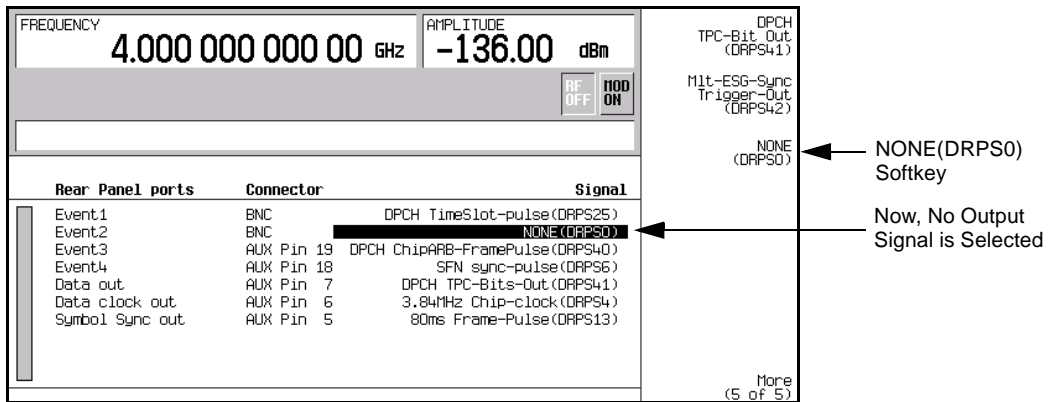 FREQUENCY
4.000 000 000 00 GHz
AMPLITUDE
-136.00 dBm
RF OFF
MOD ON
Rear Panel ports Connector Signal
Event1 BNC DPCH TimeSlot-pulse(DRPS25)
Event2 BNC NONE(DRPS0)
Event3 AUX Pin 19 DPCH ChipARB-FramePulse(DRPS40)
Event4 AUX Pin 18 SFN sync-pulse(DRPS6)
Data out AUX Pin 7 DPCH TPC-Bits-Out(DRPS41)
Data clock out AUX Pin 6 3.84MHz Chip-clock(DRPS4)
Symbol Sync out AUX Pin 5 80ms Frame-Pulse(DRPS13)
DPCH
TPC-Bit Out
(DRPS41)
Mlt-ESG-Sync
Trigger-Out
(DRPS42)
NONE
(DRPS0)
More
(5 of 5)
NONE(DRPS0)
Softkey
Now, No Output
Signal is Selected